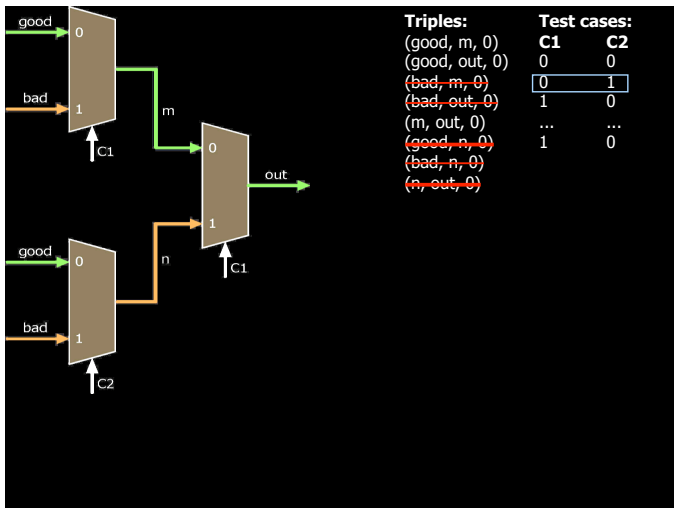 good
0
bad
1
m
C1
0
out
1
good
0
n
C1
bad
1
C2
Triples: Test cases:
(good, m, 0) C1 C2
(good, out, 0) 0 0
(bad, m, 0) 0 1
(bad, out, 0) 1 0
(m, out, 0) ... ...
(good, n, 0) 1 0
(bad, n, 0)
(n, out, 0)